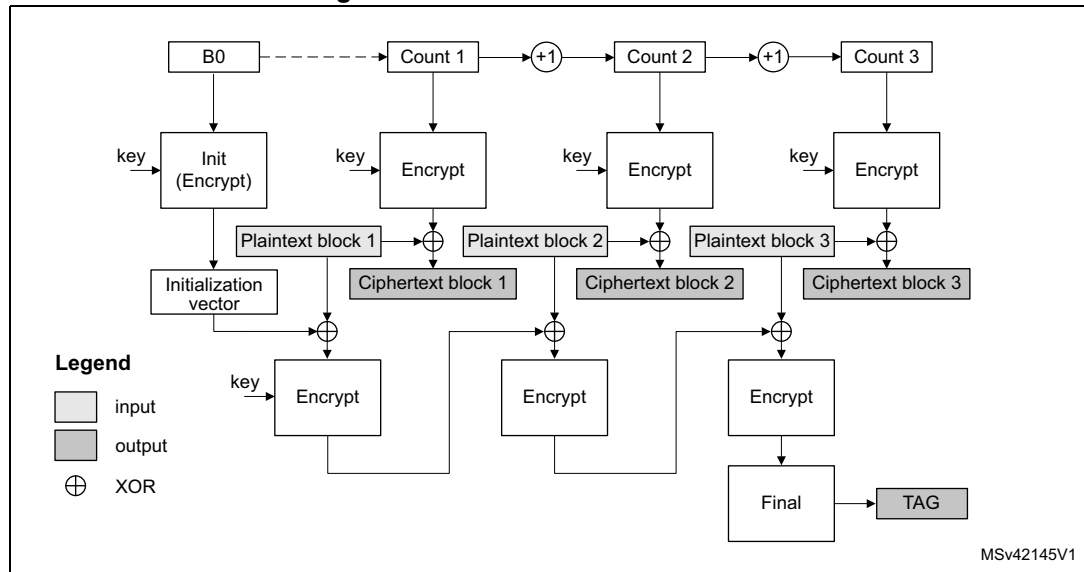 B0
Count 1
+1
Count 2
+1
Count 3
key
Init
(Encrypt)
key
Encrypt
key
Encrypt
key
Encrypt
Plaintext block 1
Plaintext block 2
Plaintext block 3
Ciphertext block 1
Ciphertext block 2
Ciphertext block 3
Initialization
vector
Legend
input
output
XOR
key
Encrypt
Encrypt
Encrypt
Final
TAG
MSv42145V1